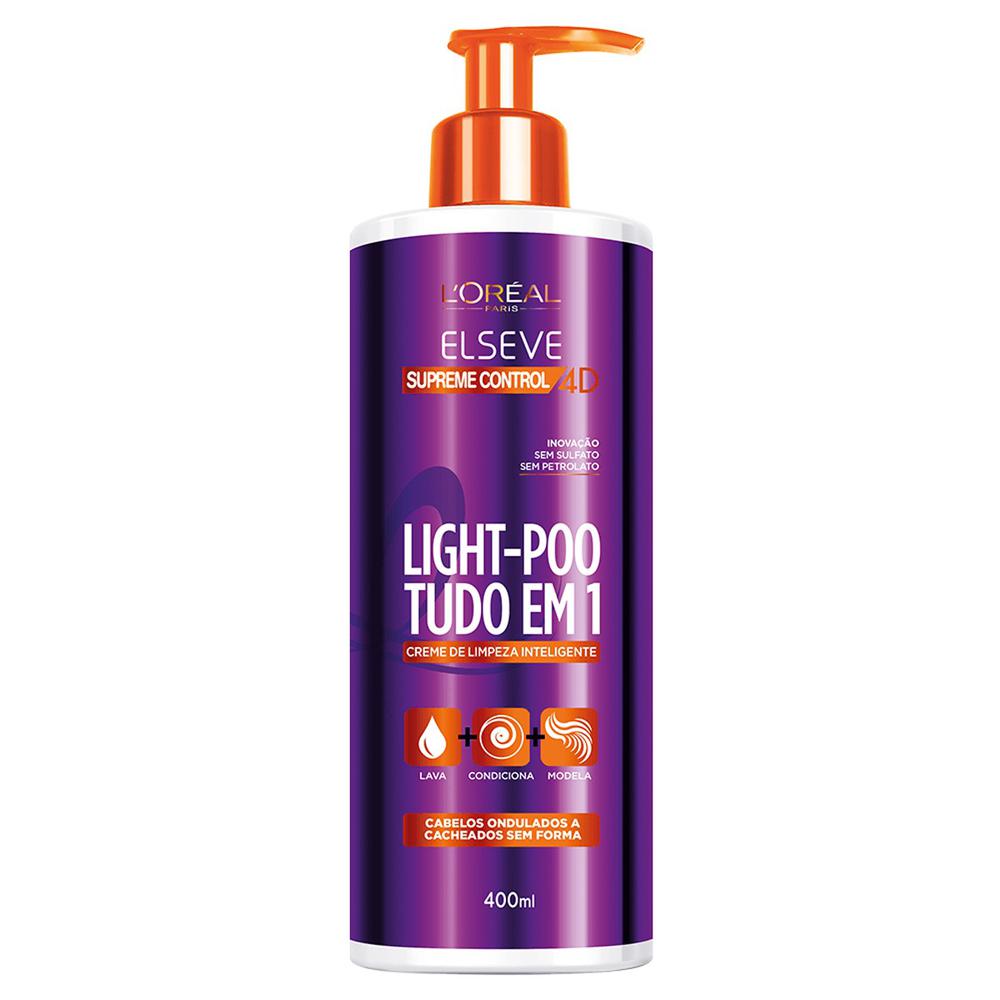 L'ORÉAL
PARIS
ELSEVE
SUPREME CONTROL 4D
INOVAÇÃO
SEM SULFATO
SEM PETROLATO
LIGHT-POO
TUDO EM 1
CREME DE LIMPEZA INTELIGENTE
+ +
LAVA CONDICIONA MODELA
CABELOS ONDULADOS A
CACHEADOS SEM FORMA
400ml